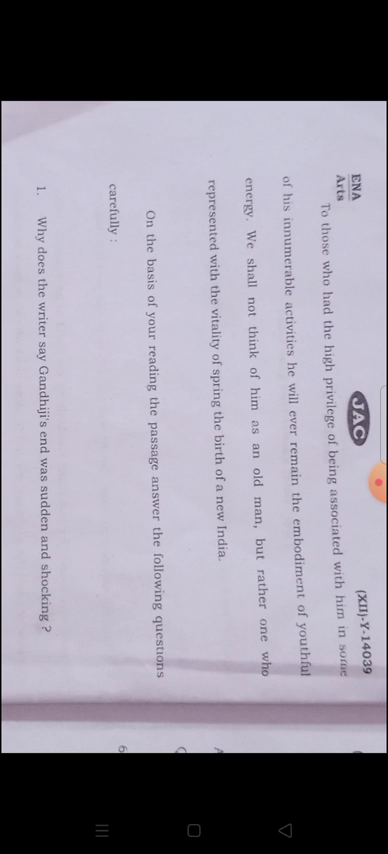 ENA
Arts
JAC
(XII)-Y-14039
To those who had the high privilege of being associated with him in some
of his innumerable activities he will ever remain the embodiment of youthful
energy. We shall not think of him as an old man, but rather one who
represented with the vitality of spring the birth of a new India.
On the basis of your reading the passage answer the following questions
carefully :
1. Why does the writer say Gandhiji's end was sudden and shocking ?
6